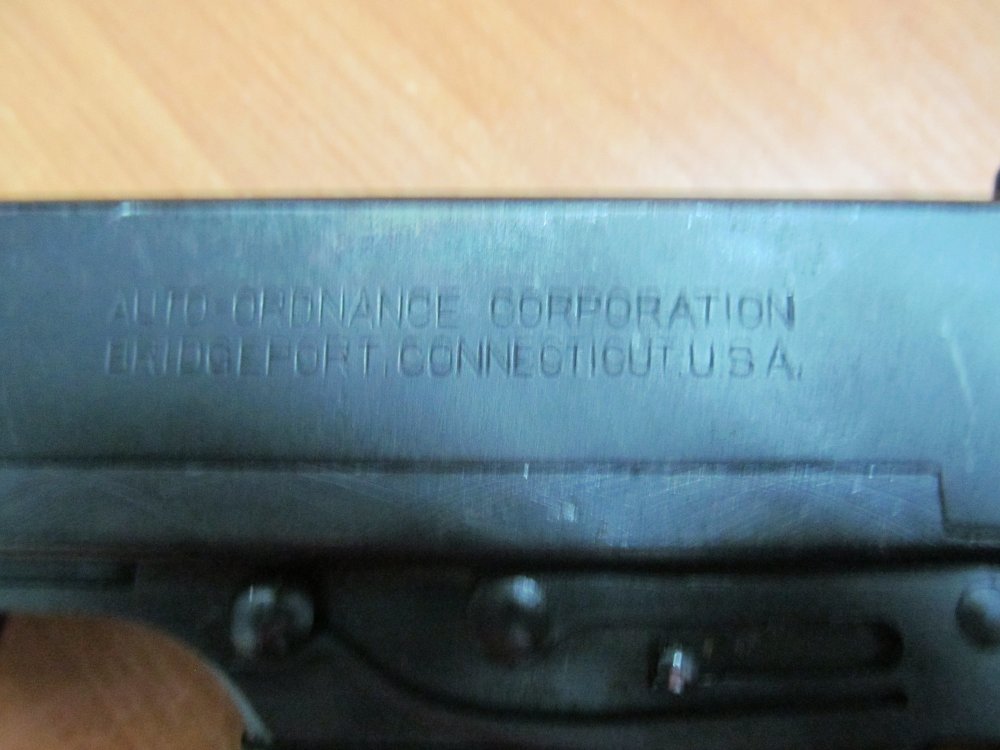 AUTO-ORDNANCE CORPORATION
BRIDGEPORT, CONNECTICUT. U.S.A.